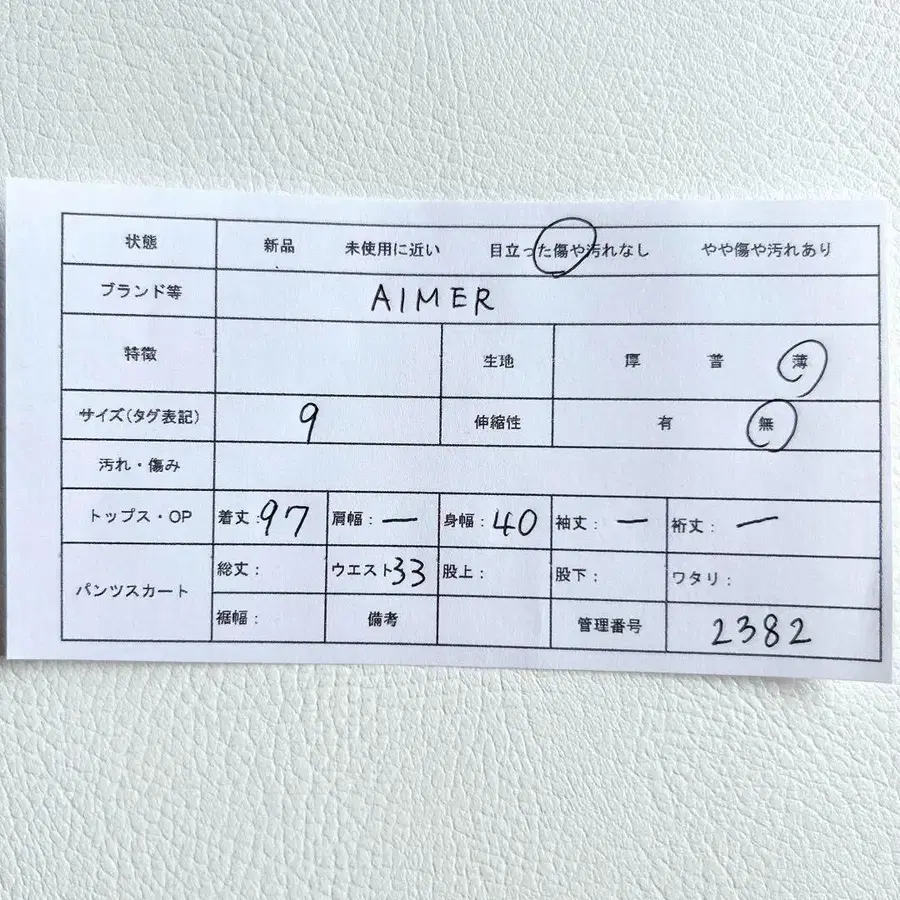 状態 新品 未使用に近い 目立った傷や汚れなし やや傷や汚れあり
ブランド等 AIMER
特徴 生地 厚 普 薄
サイズ(タグ表記) 9 伸縮性 有 無
汚れ・傷み
トップス・OP 着丈:97 肩幅:— 身幅:40 袖丈:— 裄丈:—
パンツスカート 総丈: ウエスト33 股上: 股下: ワタリ:
裾幅: 備考 管理番号 2382